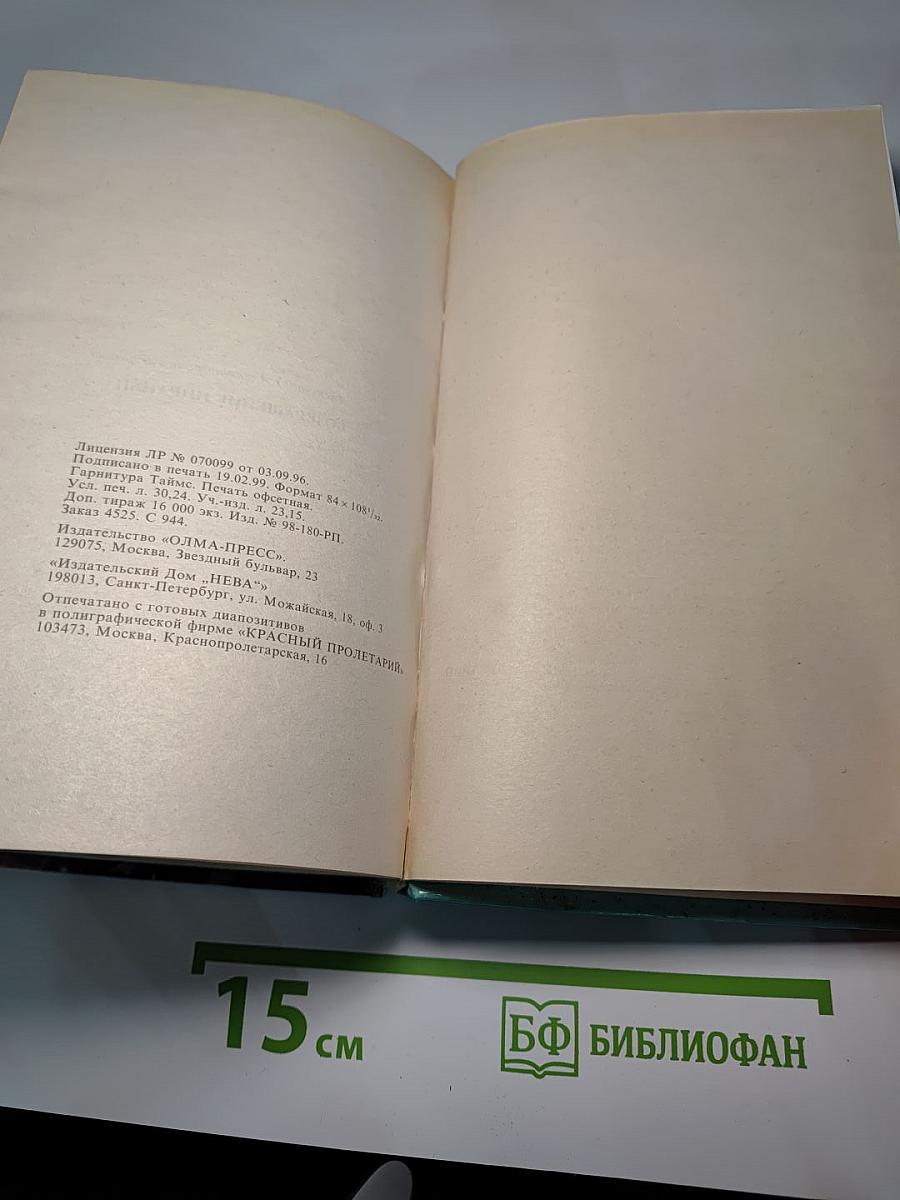 Лицензия ЛР № 070099 от 03.09.96.
Подписано в печать 19.02.99. Формат 84 × 108¹/₃₂.
Гарнитура Таймс. Печать офсетная.
Усл. печ. л. 30,24. Уч.-изд. л. 23,15.
Доп. тираж 16 000 экз. Изд. № 98-180-РП.
Заказ 4525. С 944.
Издательство «ОЛМА-ПРЕСС».
129075, Москва, Звездный бульвар, 23
«Издательский Дом „НЕВА“»
198013, Санкт-Петербург, ул. Можайская, 18, оф. 3
Отпечатано с готовых диапозитивов
в полиграфической фирме «КРАСНЫЙ ПРОЛЕТАРИЙ»
103473, Москва, Краснопролетарская, 16
15 см
БФ БИБЛИОФАН